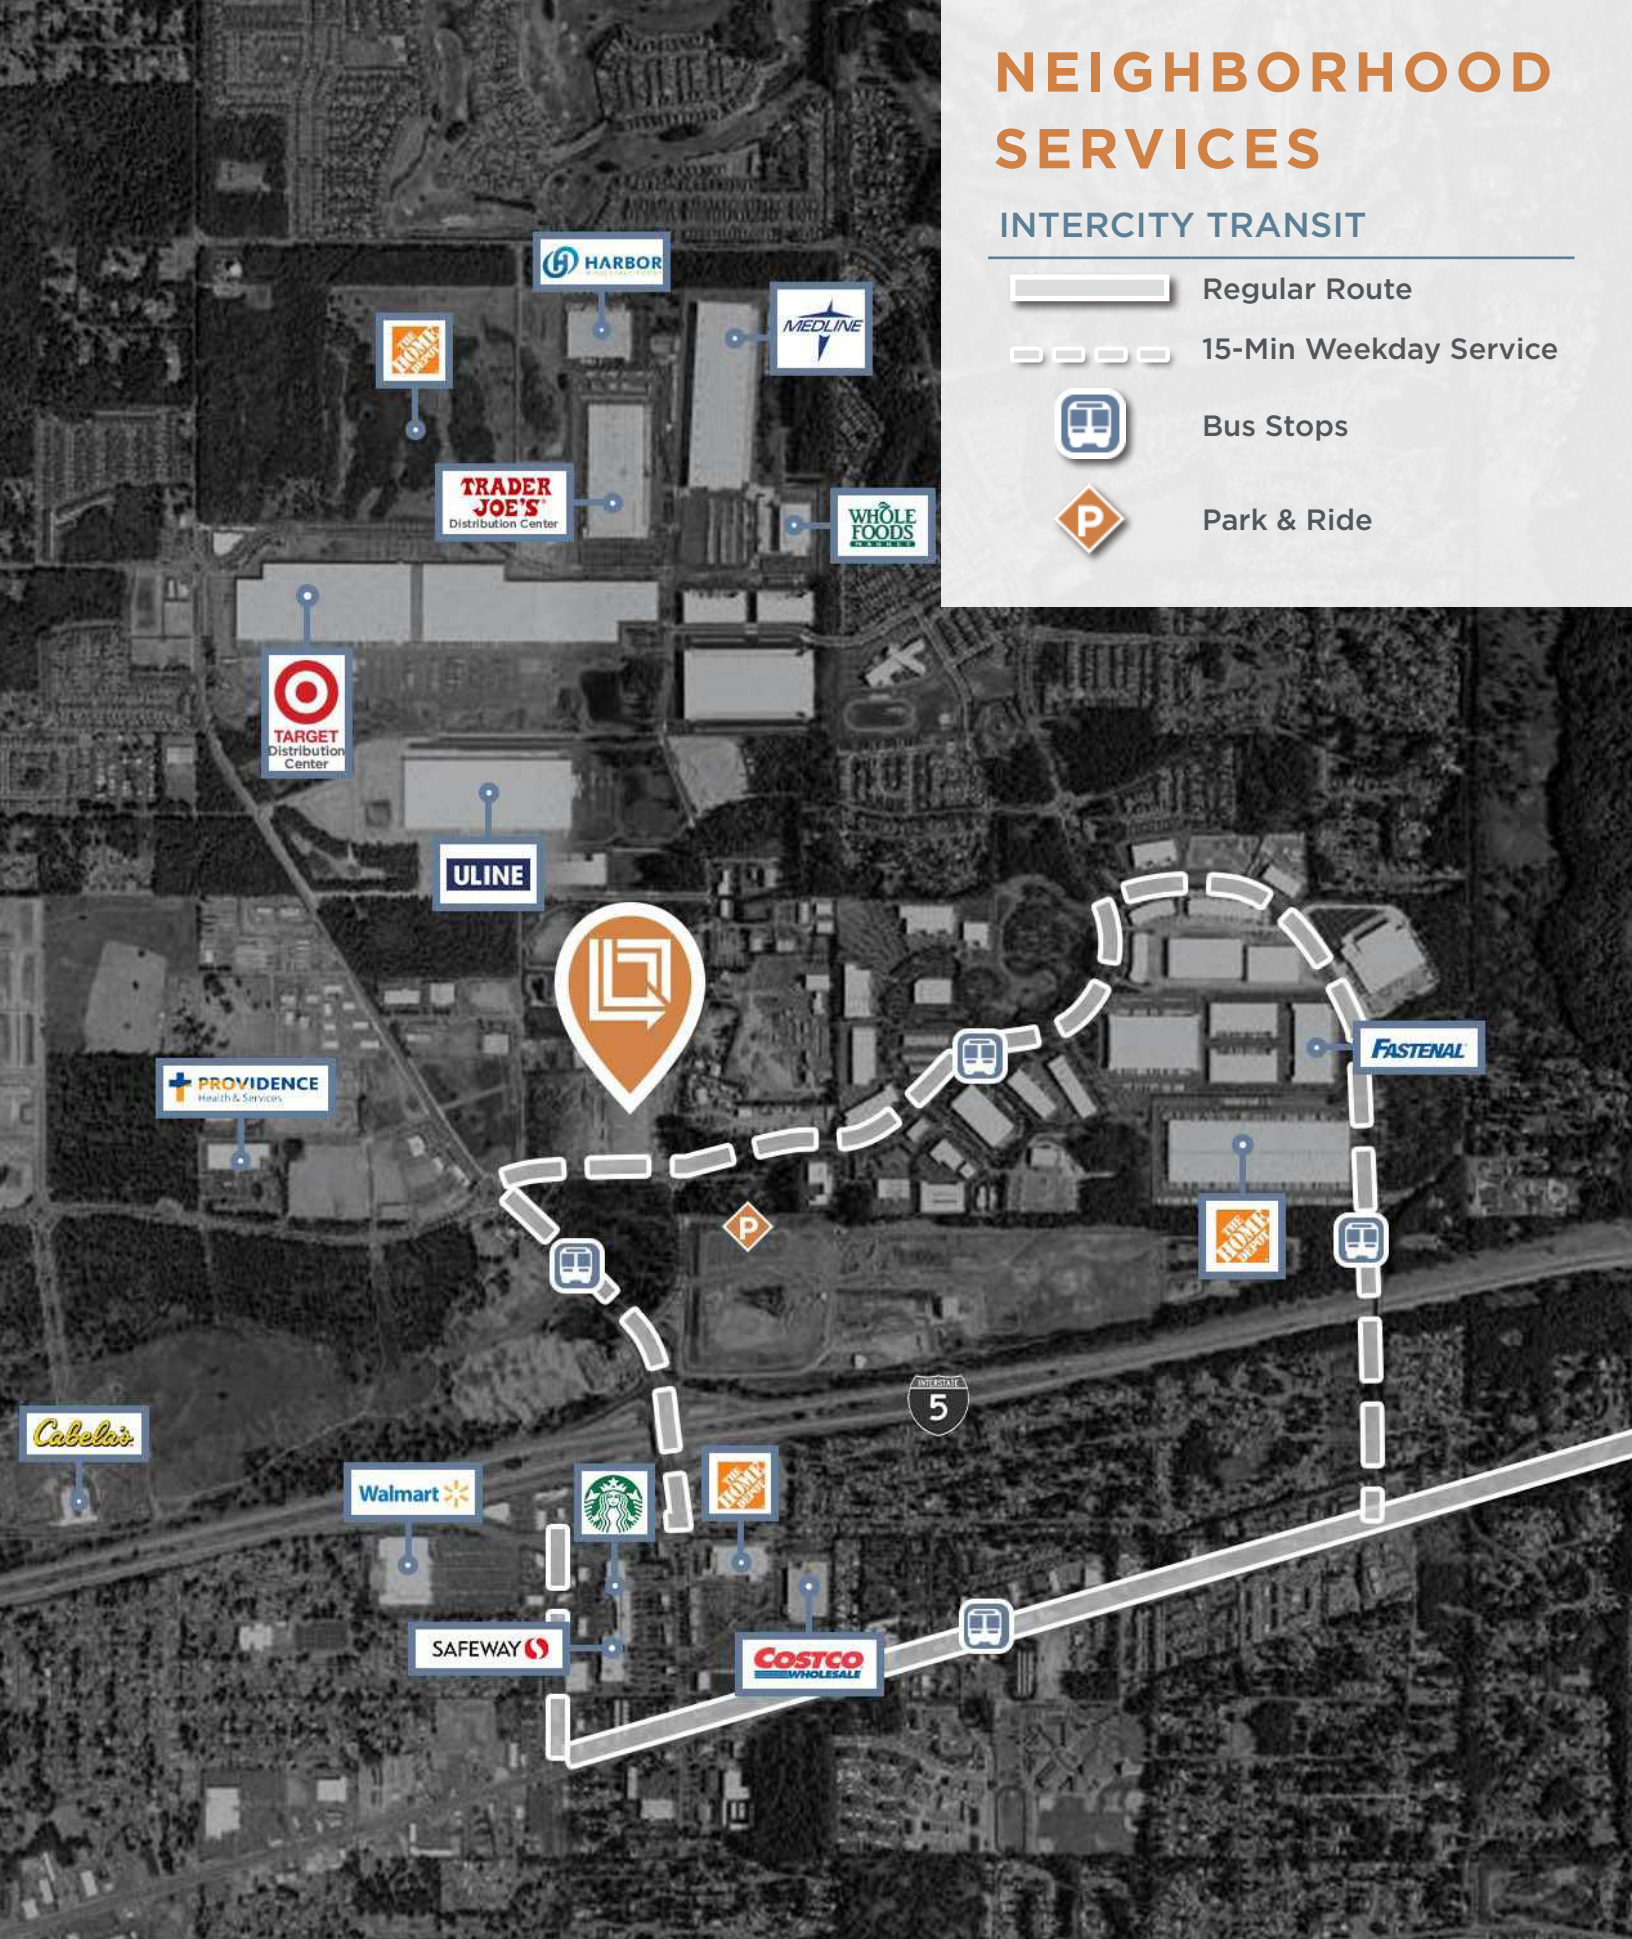 NEIGHBORHOOD
SERVICES
INTERCITY TRANSIT
Regular Route
15-Min Weekday Service
Bus Stops
P
Park & Ride
HARBOR
MEDLINE
THE
HOME
DEPOT
TRADER
JOE'S
Distribution Center
WHOLE
FOODS
MARKET
TARGET
Distribution
Center
ULINE
PROVIDENCE
Health & Services
FASTENAL
THE
HOME
DEPOT
P
INTERSTATE
5
Cabela's
Walmart
THE
HOME
DEPOT
SAFEWAY
COSTCO
WHOLESALE